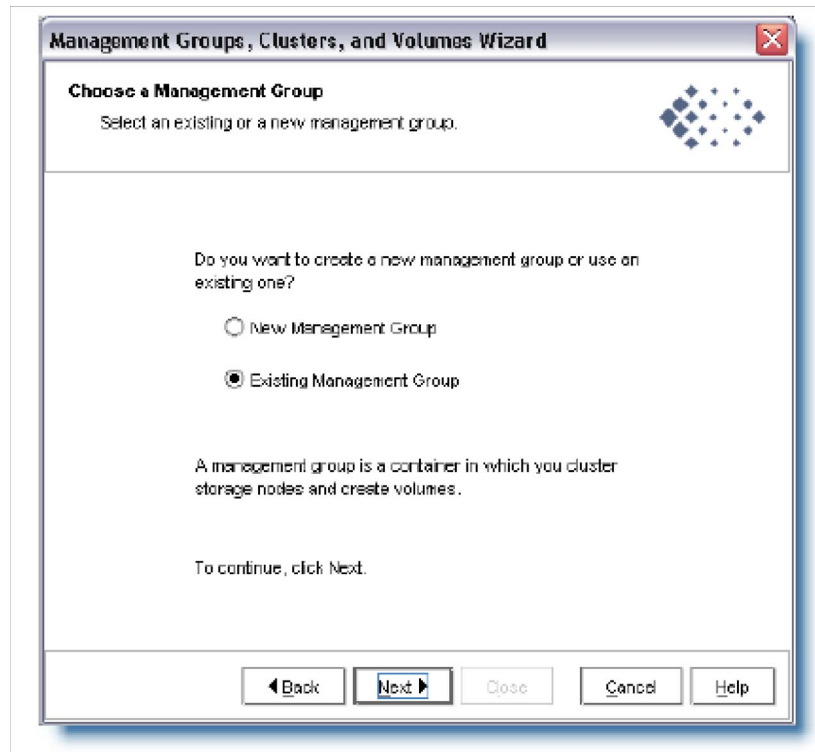 Management Groups, Clusters, and Volumes Wizard
Choose a Management Group
Select an existing or a new management group.
Do you want to create a new management group or use an
existing one?
New Management Group
Existing Management Group
A management group is a container in which you cluster
storage nodes and create volumes.
To continue, click Next.
Back
Next
Close
Cancel
Help